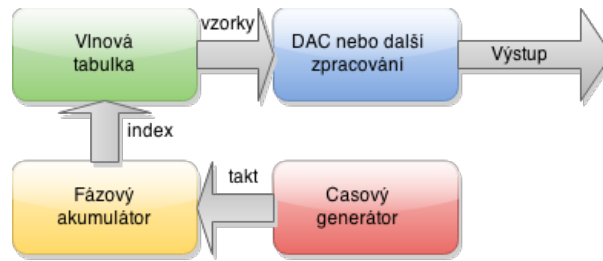 Vlnová
tabulka
vzorky
DAC nebo další
zpracování
Výstup
index
Fázový
akumulátor
takt
Casový
generátor